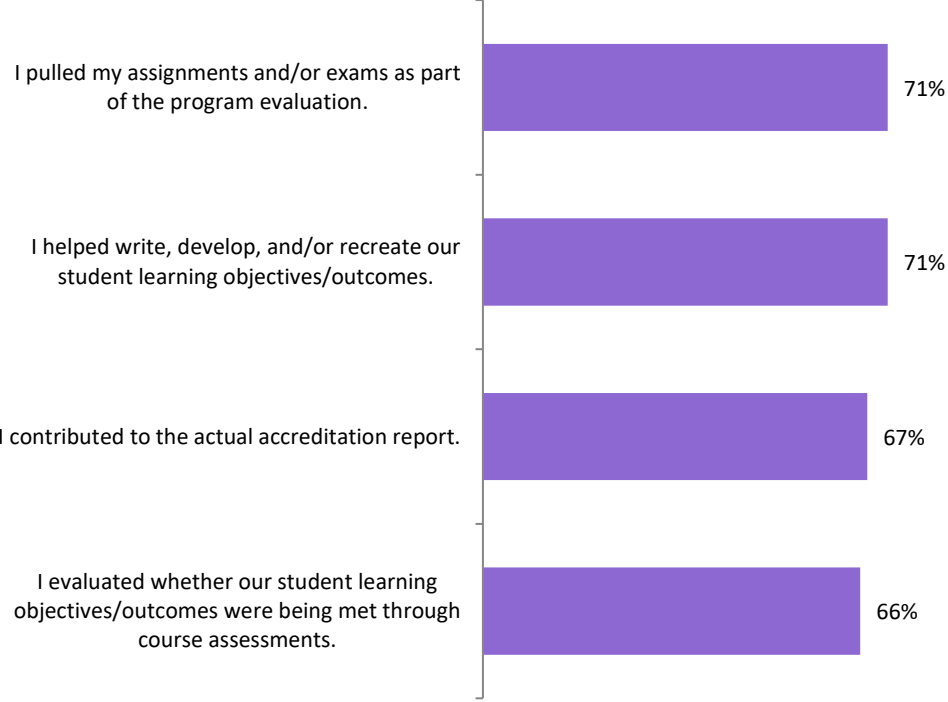 I pulled my assignments and/or exams as part
of the program evaluation.
71%
I helped write, develop, and/or recreate our
student learning objectives/outcomes.
71%
I contributed to the actual accreditation report.
67%
I evaluated whether our student learning
objectives/outcomes were being met through
course assessments.
66%